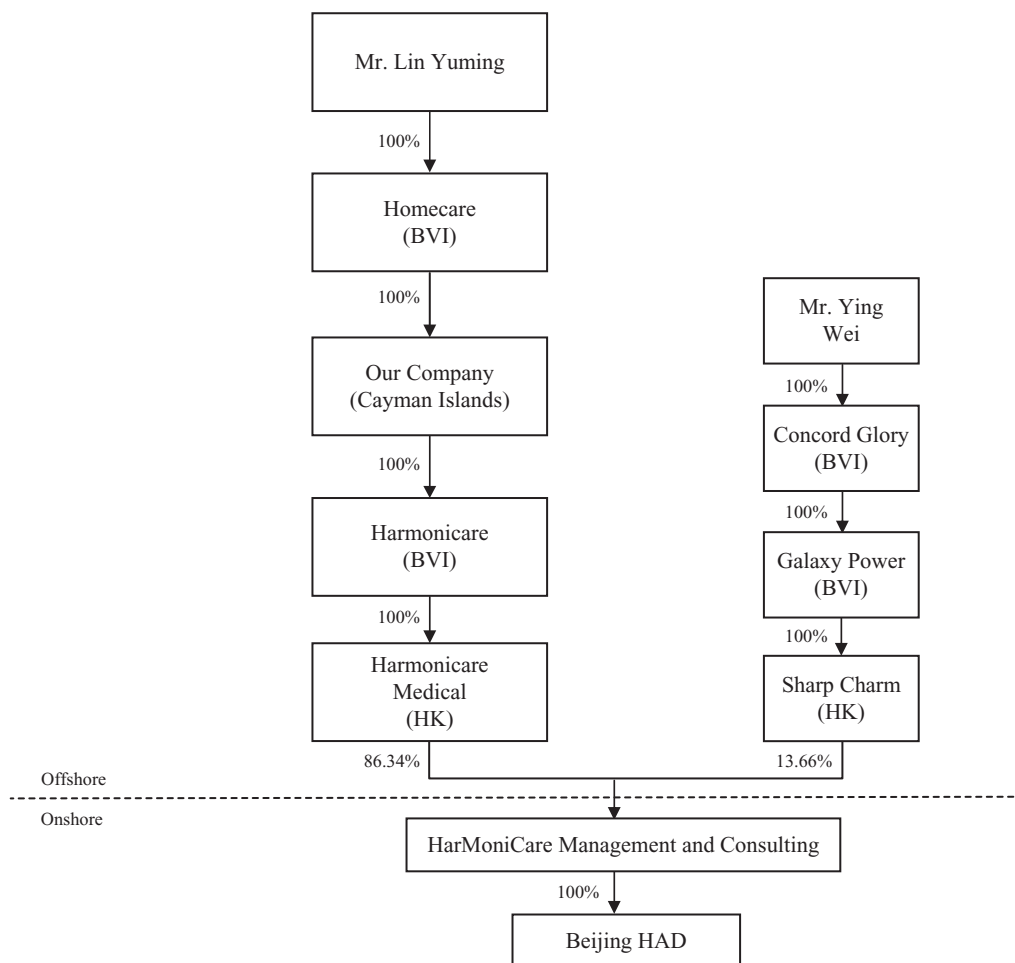 Mr. Lin Yuming
100%
Homecare
(BVI)
100%
Our Company
(Cayman Islands)
100%
Harmonicare
(BVI)
100%
Harmonicare
Medical
(HK)
86.34%
Mr. Ying
Wei
100%
Concord Glory
(BVI)
100%
Galaxy Power
(BVI)
100%
Sharp Charm
(HK)
13.66%
Offshore
Onshore
HarMoniCare Management and Consulting
100%
Beijing HAD